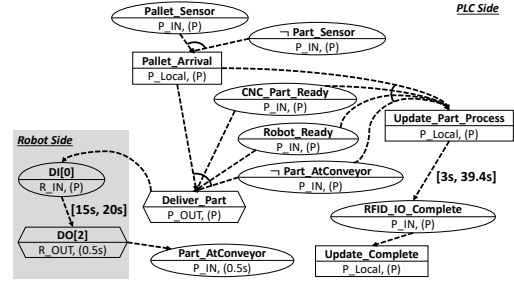 Pallet_Sensor
P_IN, (P)
PLC Side
¬ Part_Sensor
P_IN, (P)
Pallet_Arrival
P_Local, (P)
CNC_Part_Ready
P_IN, (P)
Update_Part_Process
P_Local, (P)
Robot_Ready
P_IN, (P)
Robot Side
DI[0]
R_IN, (P)
¬ Part_AtConveyor
P_IN, (P)
[3s, 39.4s]
[15s, 20s]
Deliver_Part
P_OUT, (P)
RFID_IO_Complete
P_IN, (P)
DO[2]
R_OUT, (0.5s)
Part_AtConveyor
P_IN, (0.5s)
Update_Complete
P_Local, (P)